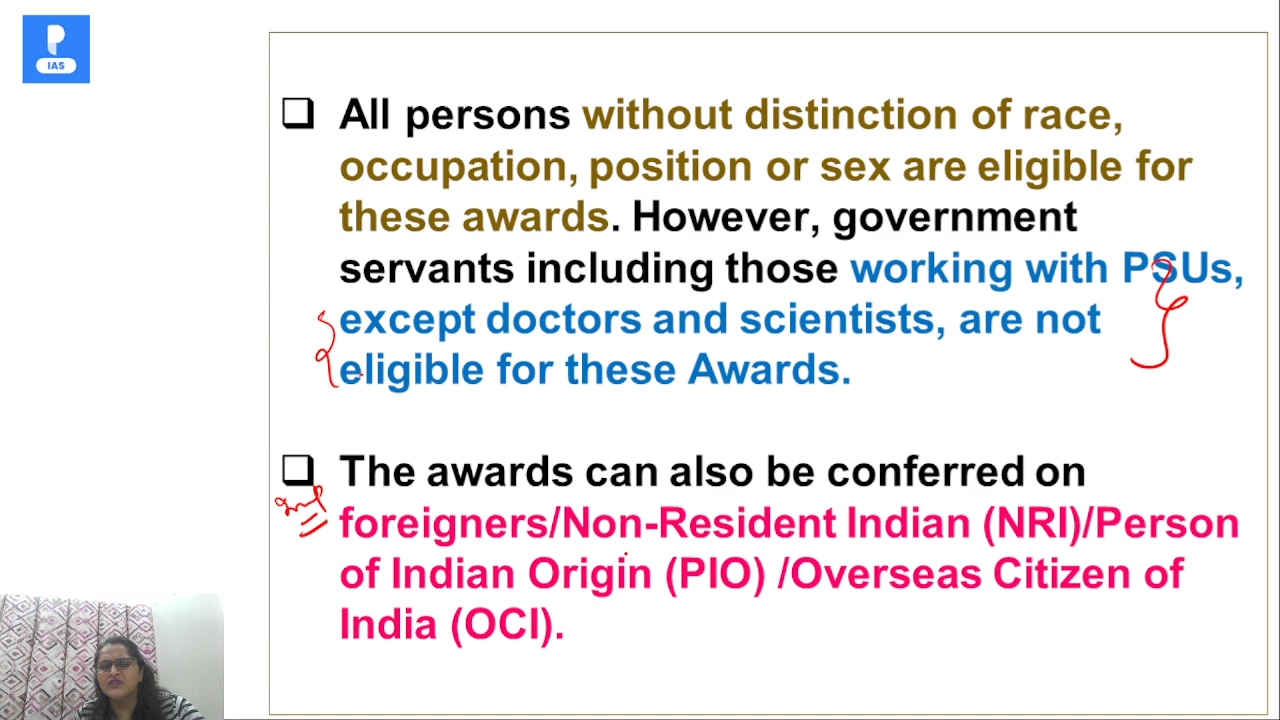 P
IAS
❑ All persons without distinction of race,
occupation, position or sex are eligible for
these awards. However, government
servants including those working with PSUs,
except doctors and scientists, are not
eligible for these Awards.
❑ The awards can also be conferred on
Imp
foreigners/Non-Resident Indian (NRI)/Person
of Indian Origin (PIO) /Overseas Citizen of
India (OCI).